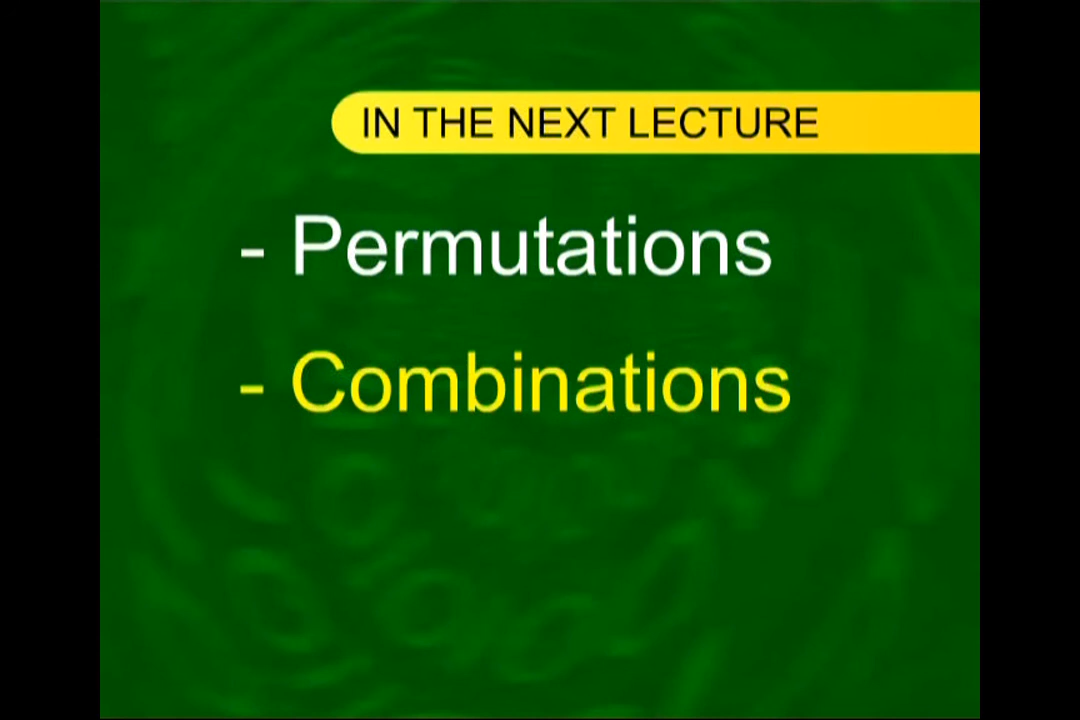 IN THE NEXT LECTURE
- Permutations
- Combinations